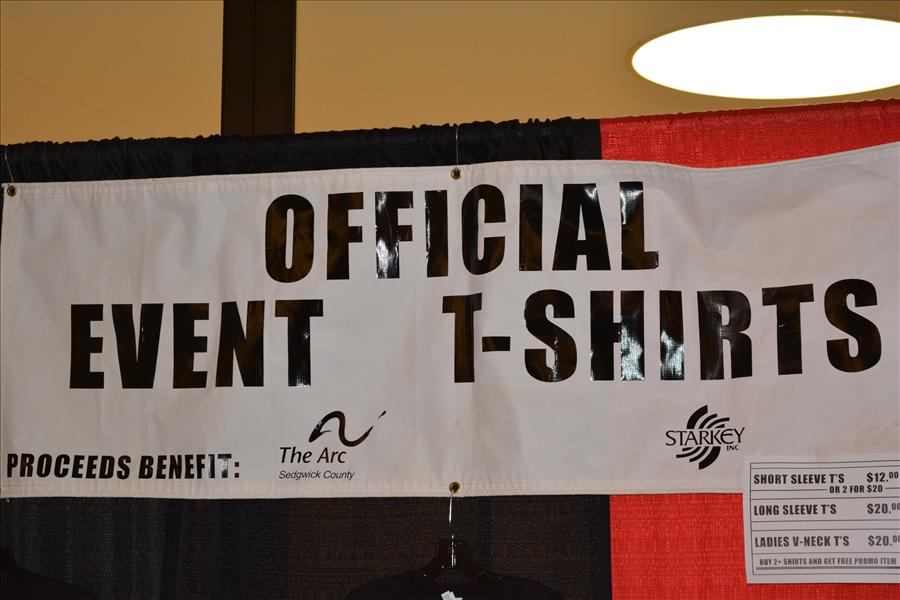 OFFICIAL
EVENT T-SHIRTS
PROCEEDS BENEFIT:
The Arc
Sedgwick County
STARKEY
INC
SHORT SLEEVE T'S $12.00
OR 2 FOR $20
LONG SLEEVE T'S $20.00
LADIES V-NECK T'S $20.00
BUY 2+ SHIRTS AND GET FREE PROMO ITEM